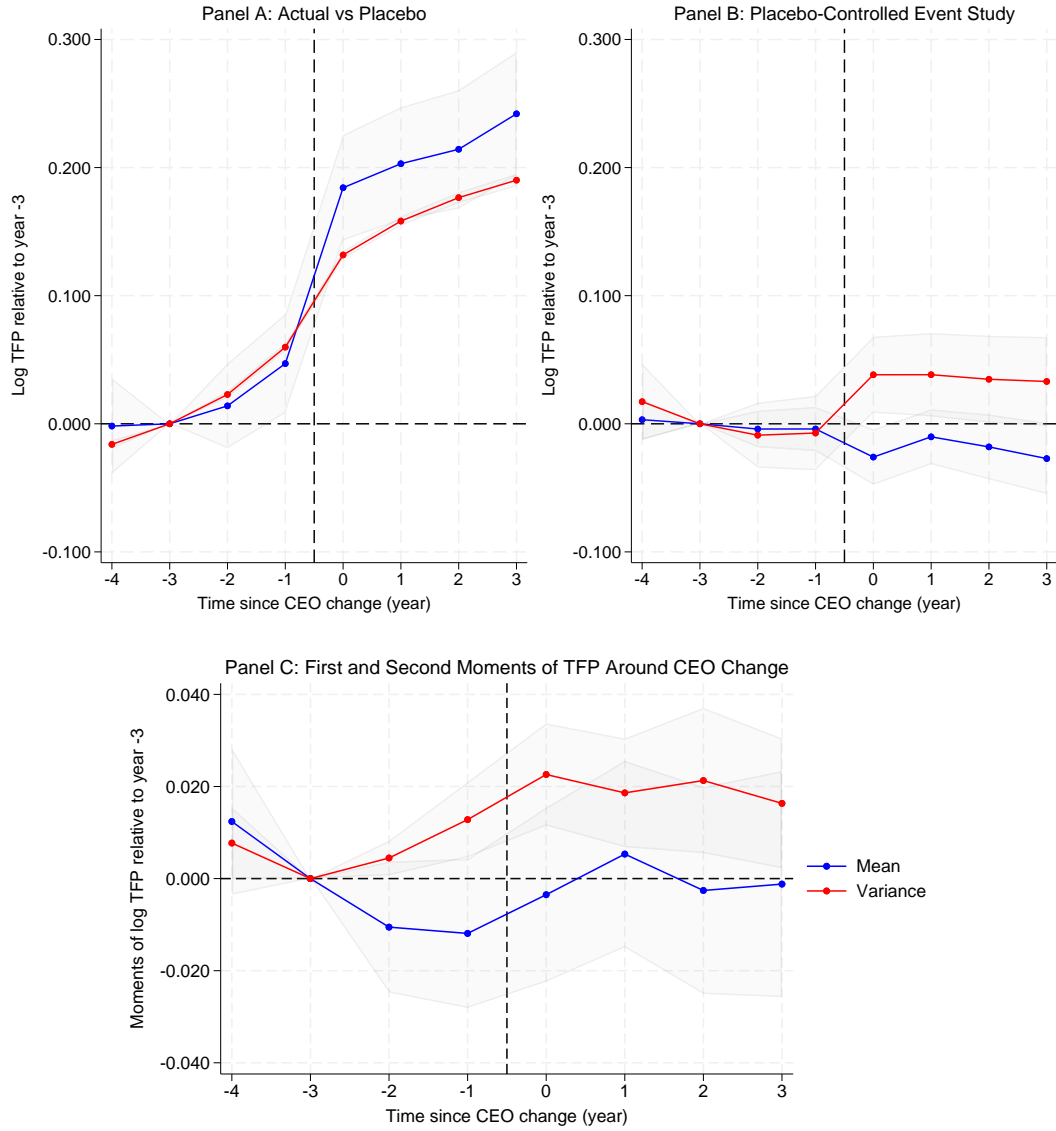 Panel A: Actual vs Placebo
0.300
0.200
0.100
0.000
-0.100
Log TFP relative to year -3
-4 -3 -2 -1 0 1 2 3
Time since CEO change (year)
Panel B: Placebo-Controlled Event Study
0.300
0.200
0.100
0.000
-0.100
Log TFP relative to year -3
-4 -3 -2 -1 0 1 2 3
Time since CEO change (year)
Panel C: First and Second Moments of TFP Around CEO Change
0.040
0.020
0.000
-0.020
-0.040
Moments of log TFP relative to year -3
-4 -3 -2 -1 0 1 2 3
Time since CEO change (year)
Mean
Variance